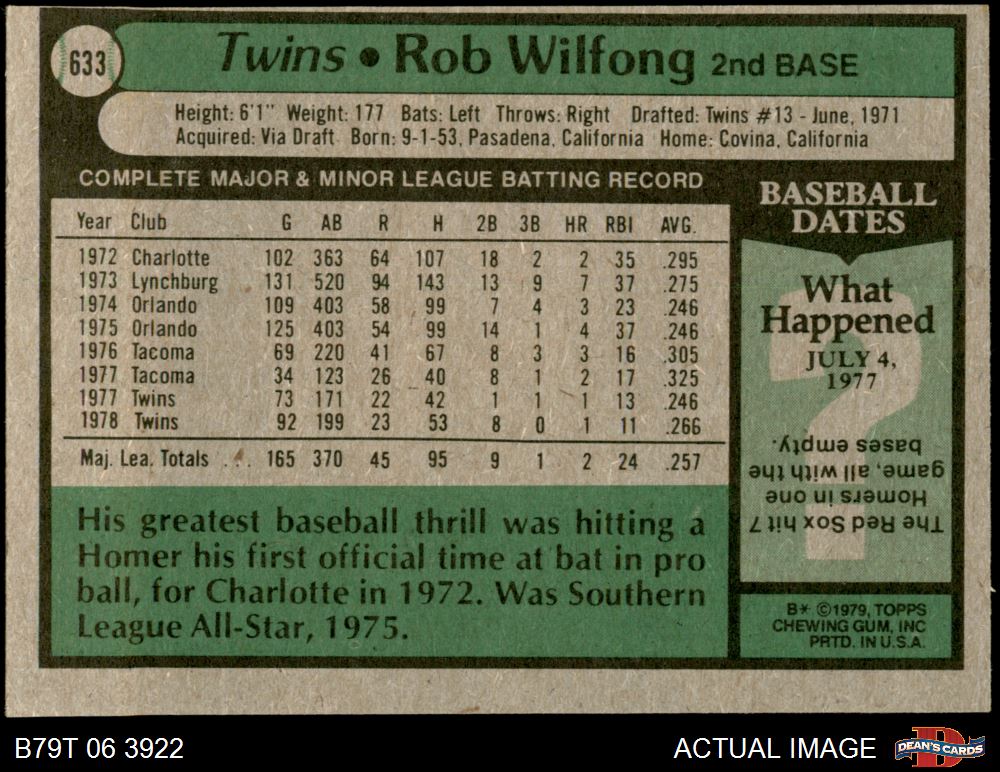 633
Twins • Rob Wilfong 2nd BASE
Height: 6'1" Weight: 177 Bats: Left Throws: Right Drafted: Twins #13 - June, 1971
Acquired: Via Draft Born: 9-1-53, Pasadena, California Home: Covina, California
COMPLETE MAJOR & MINOR LEAGUE BATTING RECORD
Year Club G AB R H 2B 3B HR RBI AVG.
1972 Charlotte 102 363 64 107 18 2 2 35 .295
1973 Lynchburg 131 520 94 143 13 9 7 37 .275
1974 Orlando 109 403 58 99 7 4 3 23 .246
1975 Orlando 125 403 54 99 14 1 4 37 .246
1976 Tacoma 69 220 41 67 8 3 3 16 .305
1977 Tacoma 34 123 26 40 8 1 2 17 .325
1977 Twins 73 171 22 42 1 1 1 13 .246
1978 Twins 92 199 23 53 8 0 1 11 .266
Maj. Lea. Totals ... 165 370 45 95 9 1 2 24 .257
His greatest baseball thrill was hitting a
Homer his first official time at bat in pro
ball, for Charlotte in 1972. Was Southern
League All-Star, 1975.
BASEBALL
DATES
What
Happened
JULY 4,
1977
?
The Red Sox hit 7
Homers in one
game, all with the
bases empty.
B* ©1979, TOPPS
CHEWING GUM, INC
PRTD. IN U.S.A.
B79T 06 3922
ACTUAL IMAGE
DEAN'S CARDS